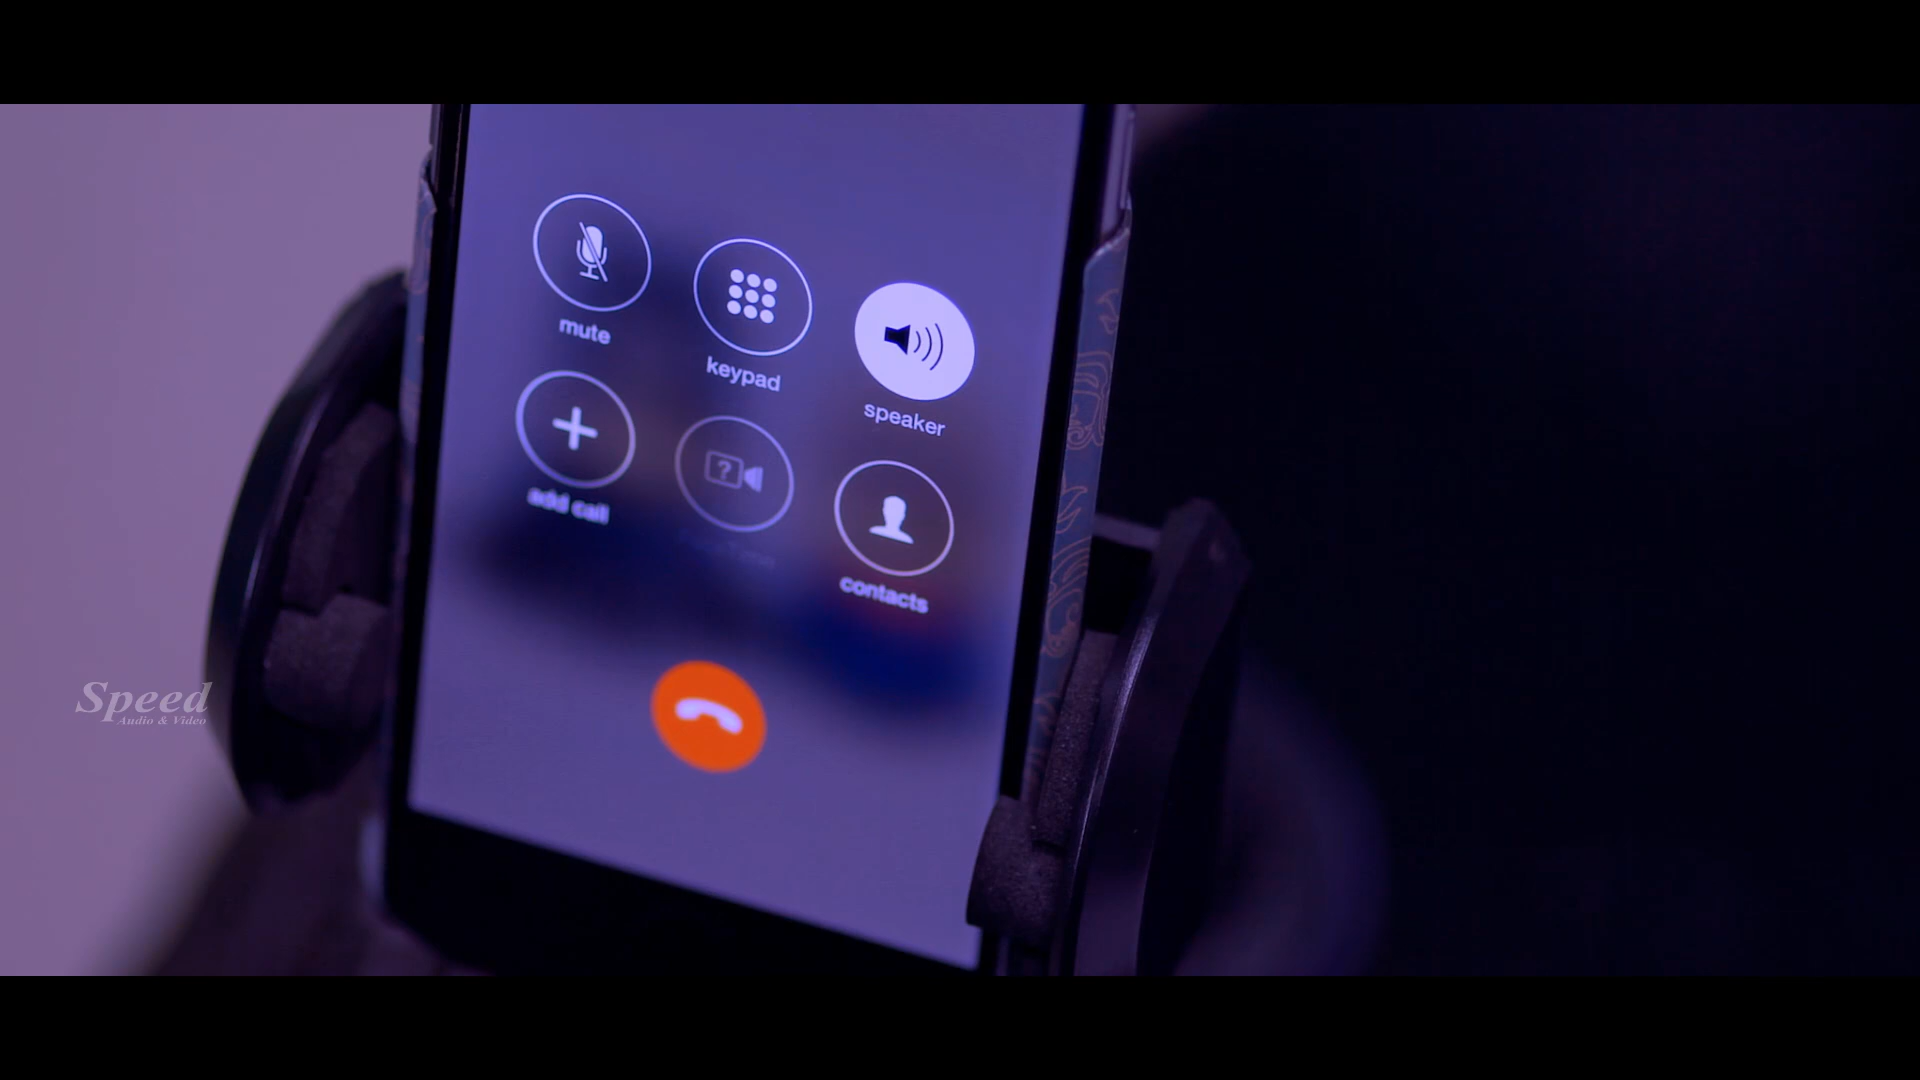 mute
keypad
speaker
add call
contacts
Speed
Audio & Video